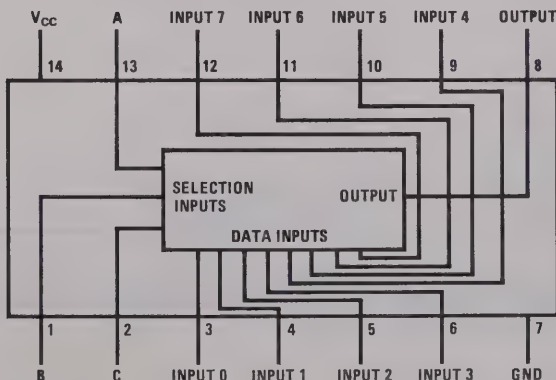 VCC A INPUT 7 INPUT 6 INPUT 5 INPUT 4 OUTPUT
14 13 12 11 10 9 8
SELECTION
INPUTS
OUTPUT
DATA INPUTS
1 2 3 4 5 6 7
B C INPUT 0 INPUT 1 INPUT 2 INPUT 3 GND